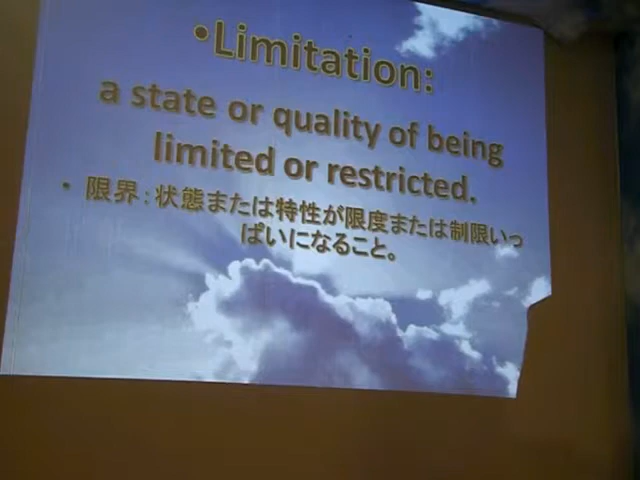 •Limitation:
a state or quality of being
limited or restricted.
• 限界：状態または特性が限度または制限いっ
ぱいになること。